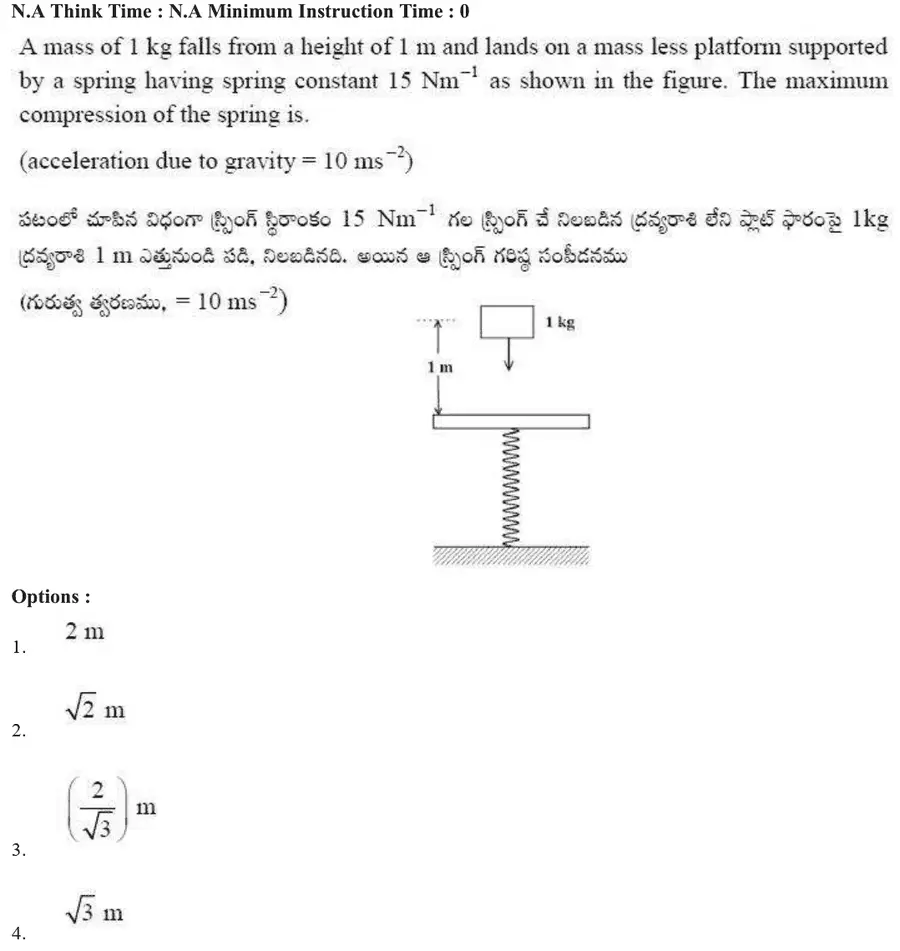 N.A Think Time : N.A Minimum Instruction Time : 0
A mass of 1 kg falls from a height of 1 m and lands on a mass less platform supported
by a spring having spring constant 15 Nm⁻¹ as shown in the figure. The maximum
compression of the spring is.
(acceleration due to gravity = 10 ms⁻²)
పటంలో చూపిన విధంగా స్ప్రింగ్ స్థిరాంకం 15 Nm⁻¹ గల స్ప్రింగ్ చే నిలబడిన ద్రవ్యరాశి లేని ప్లాట్ ఫారంపై 1kg
ద్రవ్యరాశి 1 m ఎత్తునుండి పడి, నిలబడినది. అయిన ఆ స్ప్రింగ్ గరిష్ఠ సంపీడనము
(గురుత్వ త్వరణము, = 10 ms⁻²)
1 kg
1 m
Options :
1. 2 m
2. √2 m
3. (2/√3) m
4. √3 m